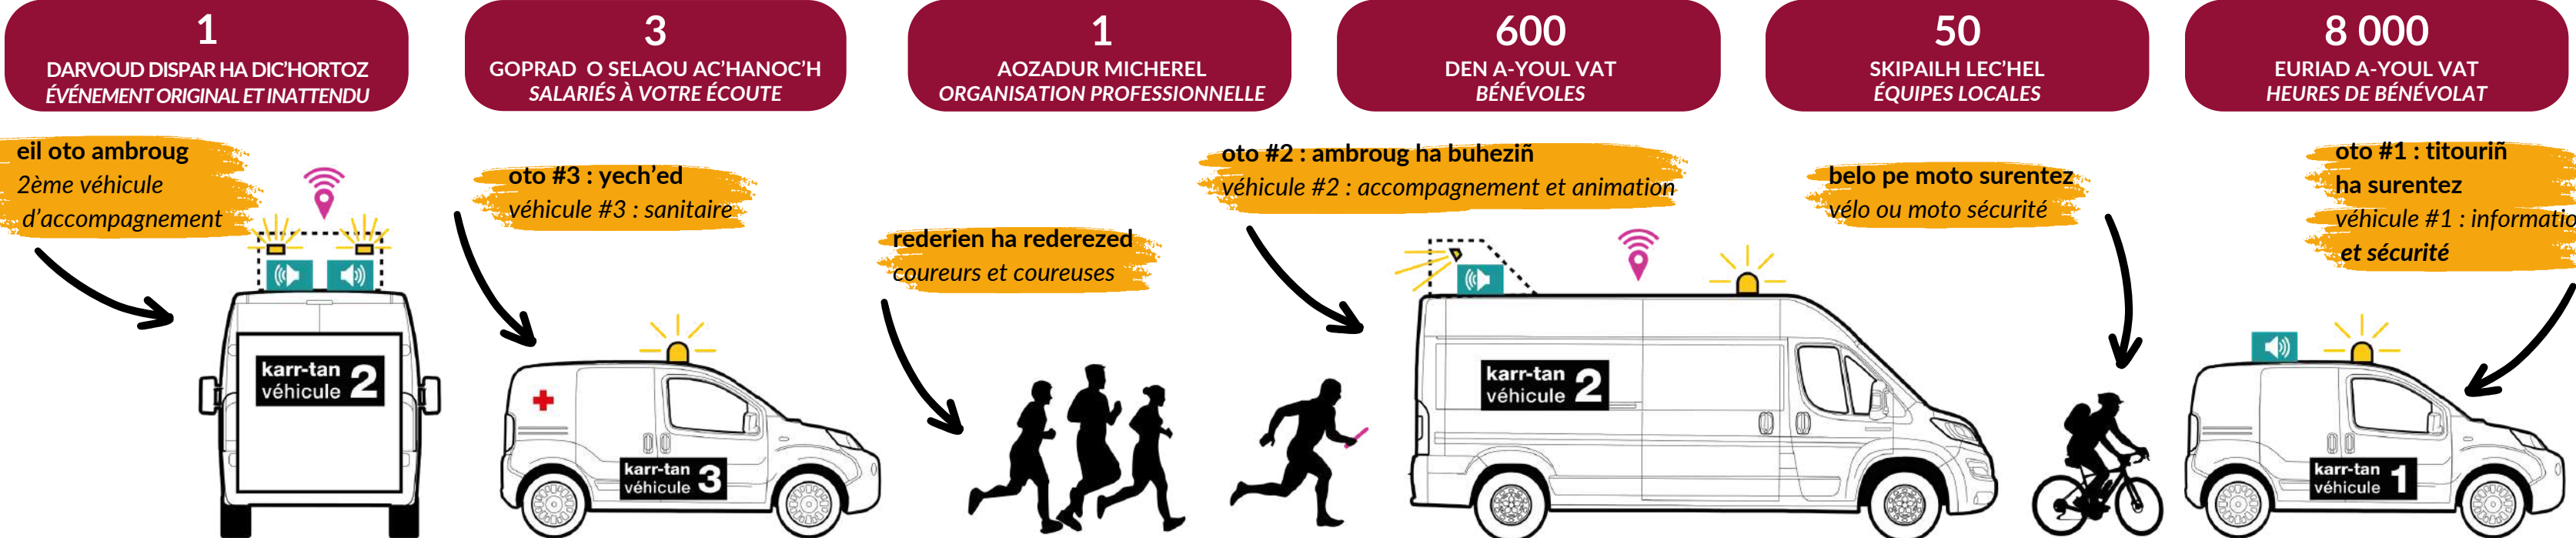 1
DARVOUD DISPAR HA DIC'HORTOZ
ÉVÉNEMENT ORIGINAL ET INATTENDU
3
GOPRAD O SELAOU AC'HANOC'H
SALARIÉS À VOTRE ÉCOUTE
1
AOZADUR MICHEREL
ORGANISATION PROFESSIONNELLE
600
DEN A-YOUL VAT
BÉNÉVOLES
50
SKIPAILH LEC'HEL
ÉQUIPES LOCALES
8 000
EURIAD A-YOUL VAT
HEURES DE BÉNÉVOLAT
eil oto ambroug
2ème véhicule
d'accompagnement
oto #3 : yech'ed
véhicule #3 : sanitaire
rederien ha rederezed
coureurs et coureuses
oto #2 : ambroug ha buheziñ
véhicule #2 : accompagnement et animation
belo pe moto surentez
vélo ou moto sécurité
oto #1 : titouriñ
ha surentez
véhicule #1 : informatio
et sécurité
karr-tan
véhicule 2
karr-tan
véhicule 3
karr-tan
véhicule 2
karr-tan
véhicule 1